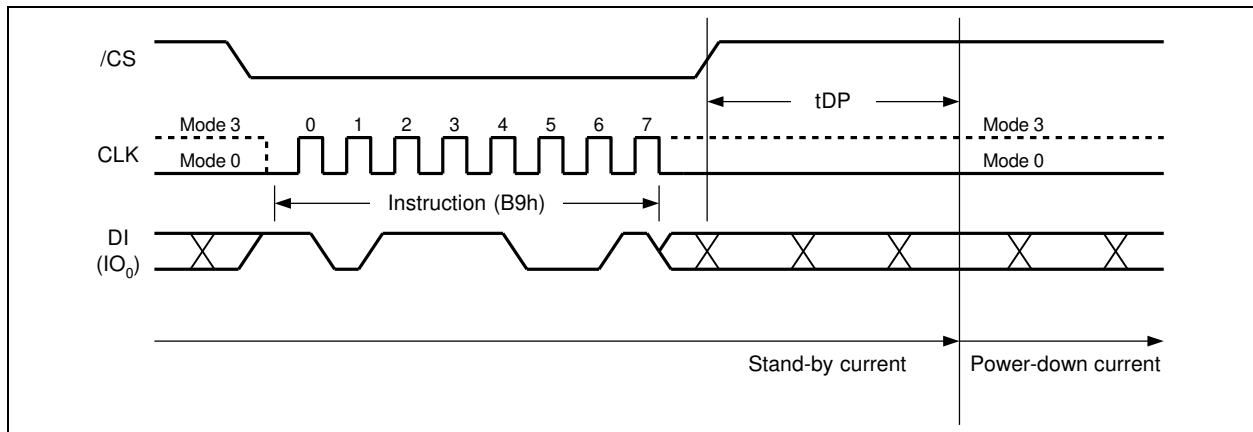 /CS
tDP
Mode 3 0 1 2 3 4 5 6 7 Mode 3
CLK
Mode 0 Mode 0
Instruction (B9h)
DI
(IO₀)
Stand-by current Power-down current